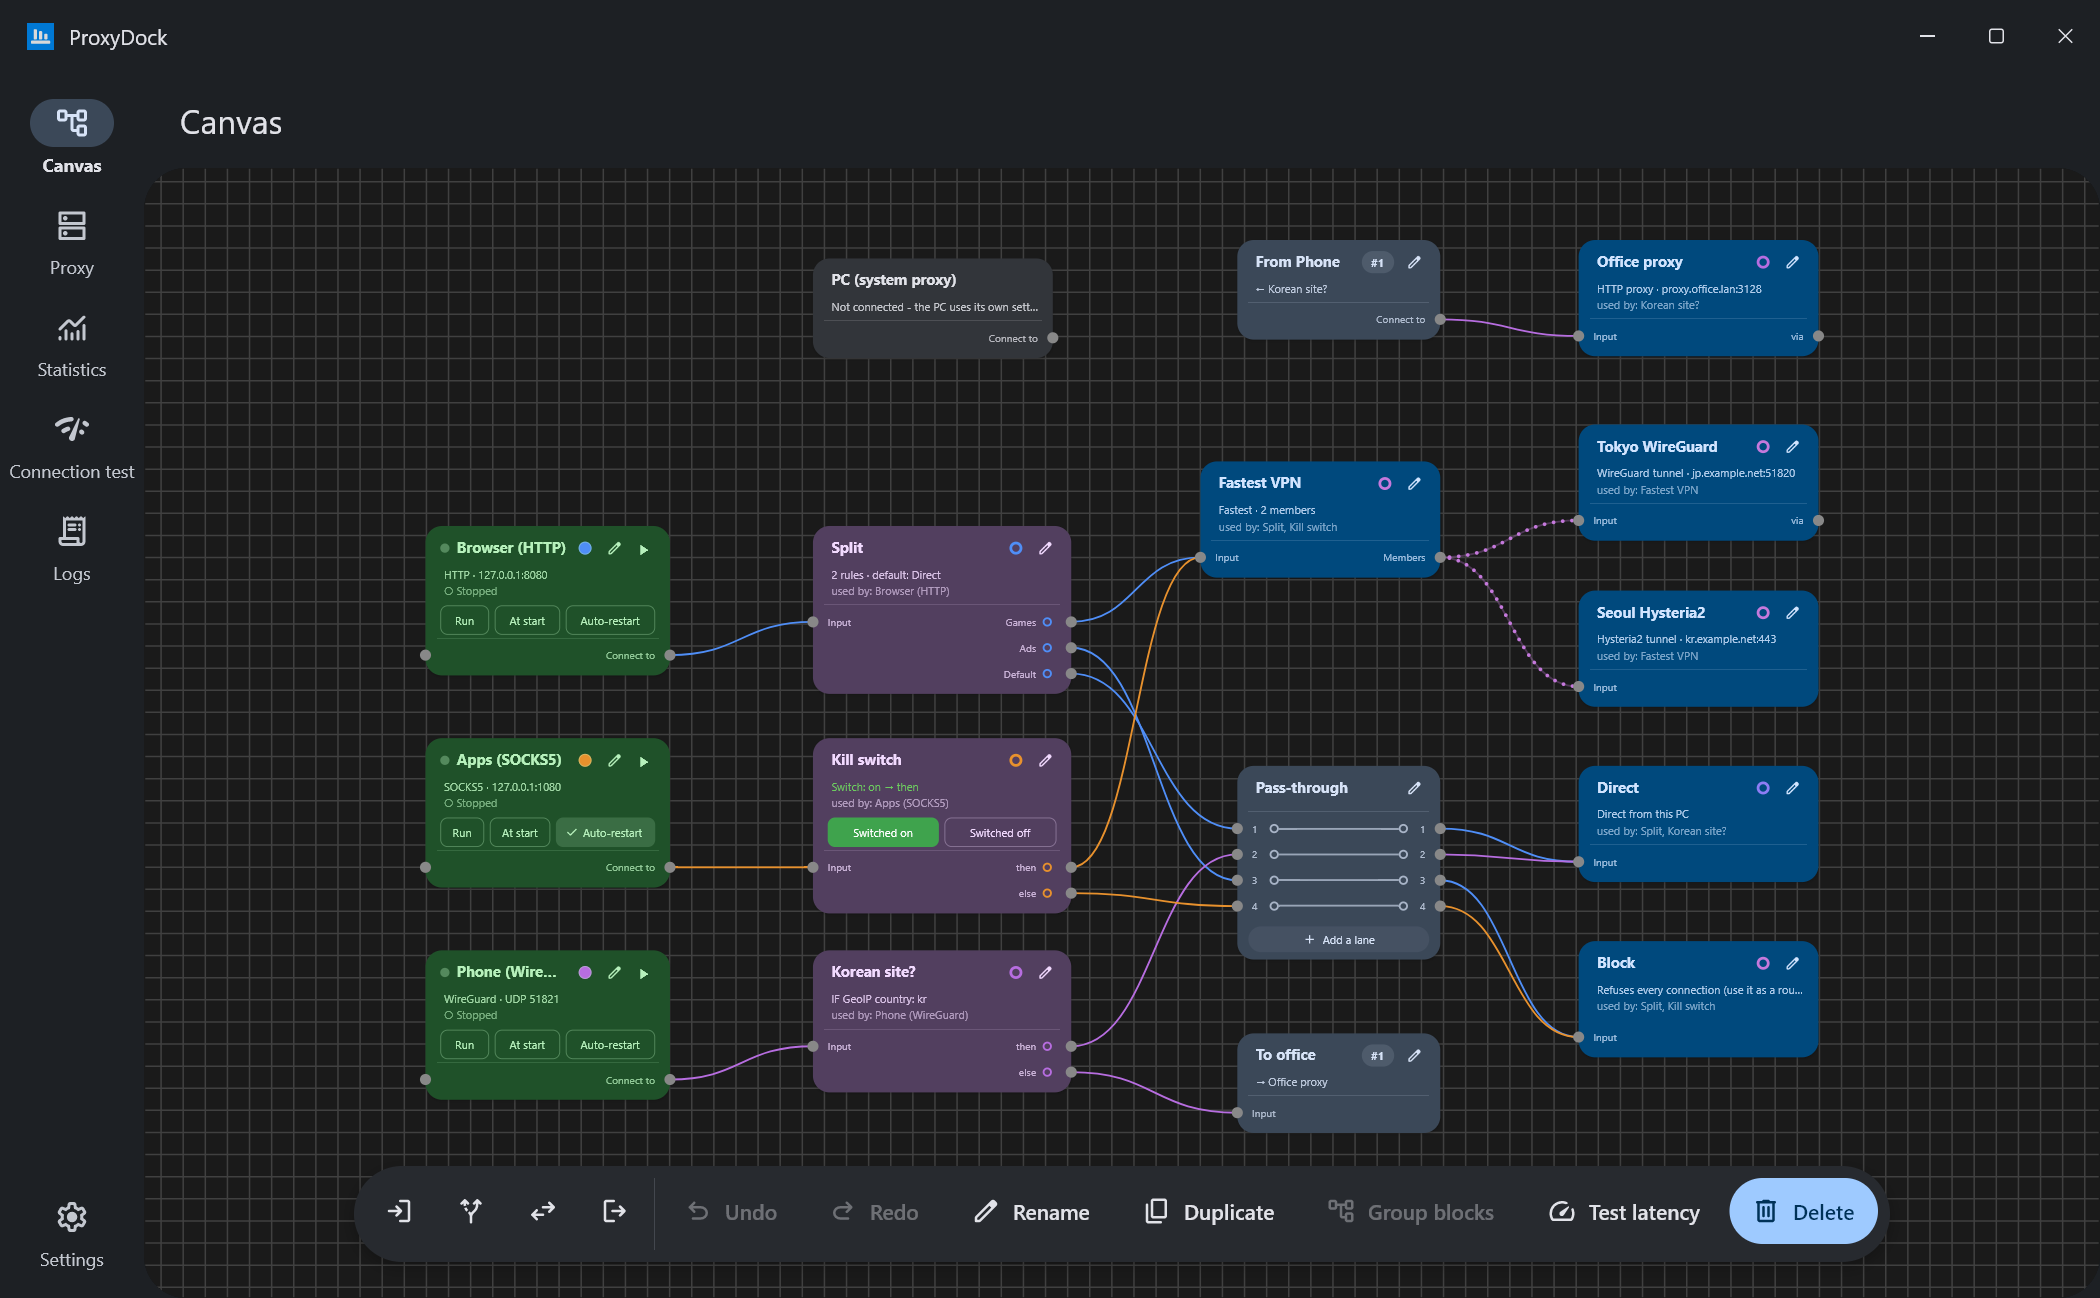 ProxyDock
Canvas
Canvas
Proxy
Statistics
Connection test
Logs
Settings
PC (system proxy)
Not connected - the PC uses its own sett...
Connect to
From Phone #1
← Korean site?
Connect to
Office proxy
HTTP proxy · proxy.office.lan:3128
used by: Korean site?
Input via
Tokyo WireGuard
WireGuard tunnel · jp.example.net:51820
used by: Fastest VPN
Input via
Fastest VPN
Fastest · 2 members
used by: Split, Kill switch
Input Members
Seoul Hysteria2
Hysteria2 tunnel · kr.example.net:443
used by: Fastest VPN
Input
Browser (HTTP)
HTTP · 127.0.0.1:8080
Stopped
Run At start Auto-restart
Connect to
Split
2 rules · default: Direct
used by: Browser (HTTP)
Input Games
Ads
Default
Apps (SOCKS5)
SOCKS5 · 127.0.0.1:1080
Stopped
Run At start Auto-restart
Connect to
Kill switch
Switch: on → then
used by: Apps (SOCKS5)
Switched on Switched off
Input then
else
Pass-through
1 1
2 2
3 3
4 4
+ Add a lane
Direct
Direct from this PC
used by: Split, Korean site?
Input
Phone (Wire...
WireGuard · UDP 51821
Stopped
Run At start Auto-restart
Connect to
Korean site?
IF GeoIP country: kr
used by: Phone (WireGuard)
Input then
else
To office #1
→ Office proxy
Input
Block
Refuses every connection (use it as a rou...
used by: Split, Kill switch
Input
Undo Redo Rename Duplicate Group blocks Test latency Delete